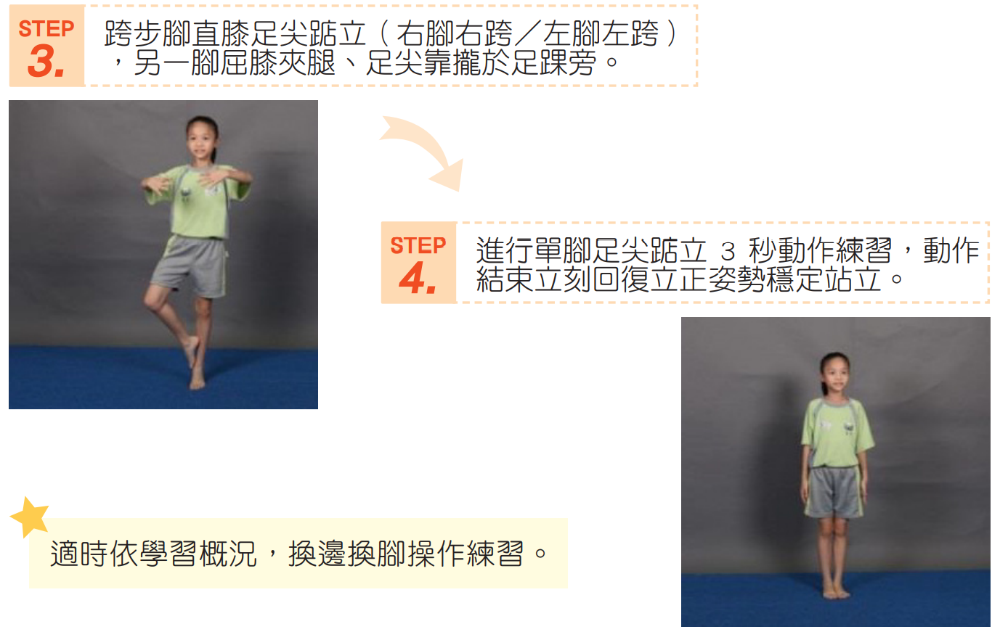 STEP
3.
跨步腳直膝足尖踮立（右腳右跨／左腳左跨）
，另一腳屈膝夾腿、足尖靠攏於足踝旁。
STEP
4.
進行單腳足尖踮立 3 秒動作練習，動作
結束立刻回復立正姿勢穩定站立。
適時依學習概況，換邊換腳操作練習。